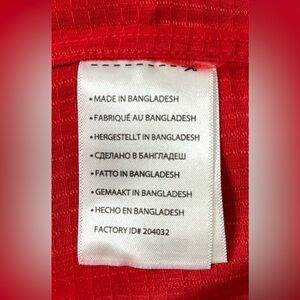 • MADE IN BANGLADESH
• FABRIQUÉ AU BANGLADESH
• HERGESTELLT IN BANGLADESH
• СДЕЛАНО В БАНГЛАДЕШ
• FATTO IN BANGLADESH
• GEMAAKT IN BANGLADESH
• HECHO EN BANGLADESH
FACTORY ID# 204032